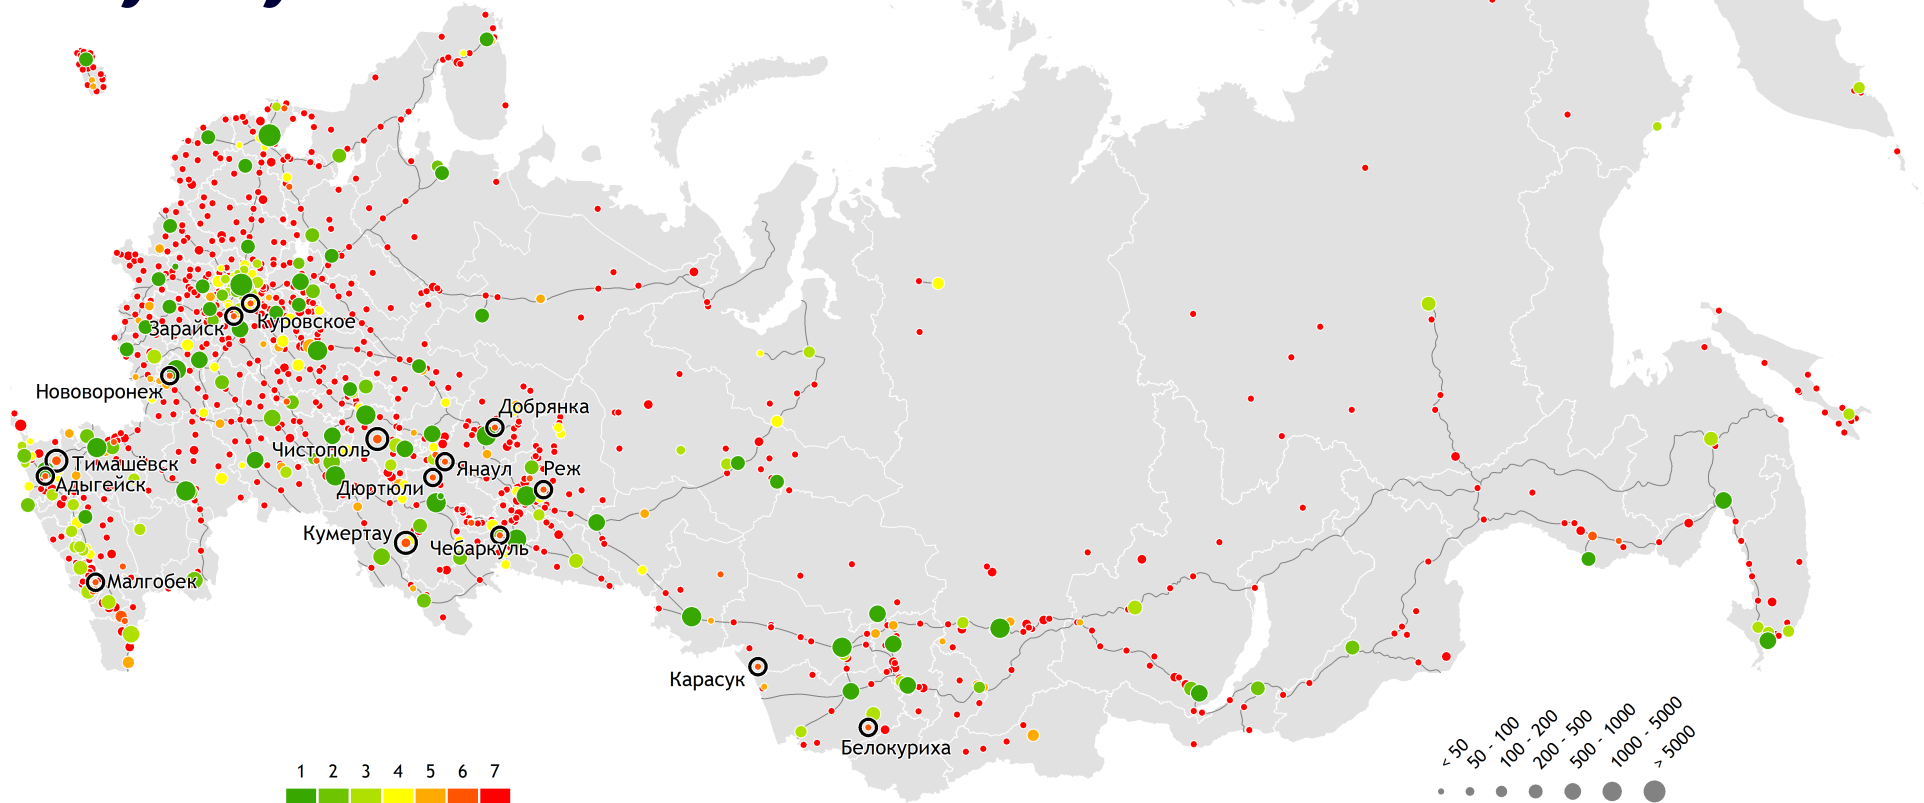 Зарайск
Куровское
Нововоронеж
Добрянка
Чистополь
Тимашёвск
Янаул
Реж
Адыгейск
Дюртюли
Кумертау
Чебаркуль
Малгобек
Карасук
Белокуриха
1 2 3 4 5 6 7
< 50
50 - 100
100 - 200
200 - 500
500 - 1000
1000 - 5000
> 5000